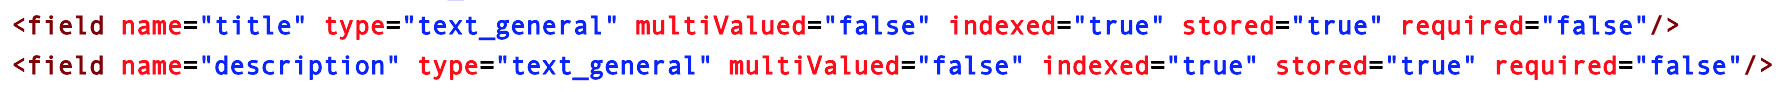 <field name="title" type="text_general" multiValued="false" indexed="true" stored="true" required="false"/>
<field name="description" type="text_general" multiValued="false" indexed="true" stored="true" required="false"/>